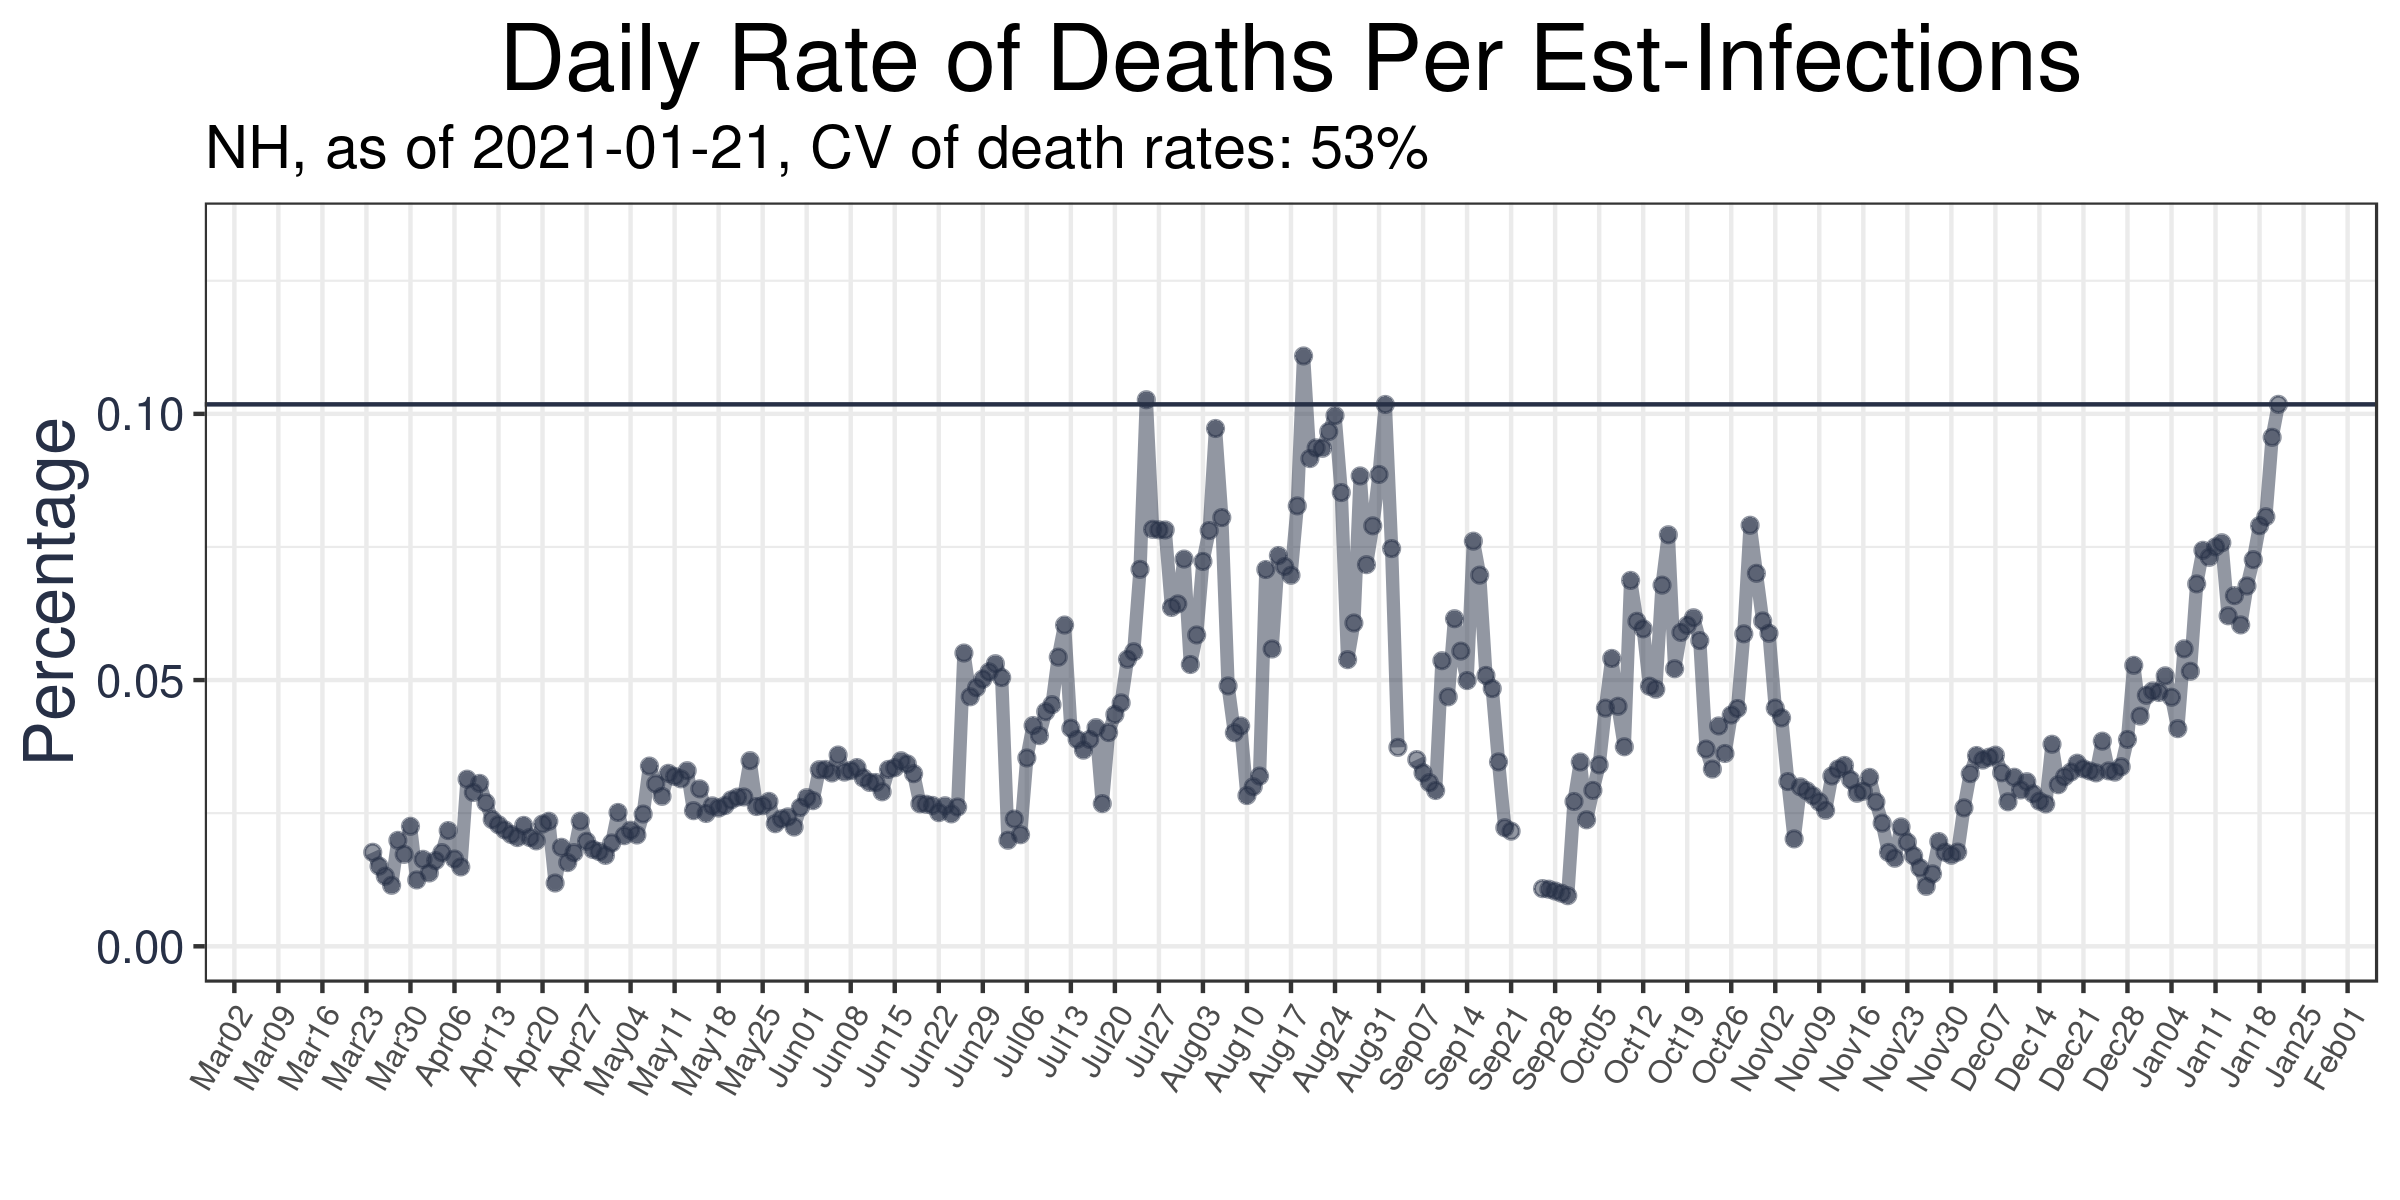 Daily Rate of Deaths Per Est-Infections
NH, as of 2021-01-21, CV of death rates: 53%
Percentage
0.10
0.05
0.00
Mar02
Mar09
Mar16
Mar23
Mar30
Apr06
Apr13
Apr20
Apr27
May04
May11
May18
May25
Jun01
Jun08
Jun15
Jun22
Jun29
Jul06
Jul13
Jul20
Jul27
Aug03
Aug10
Aug17
Aug24
Aug31
Sep07
Sep14
Sep21
Sep28
Oct05
Oct12
Oct19
Oct26
Nov02
Nov09
Nov16
Nov23
Nov30
Dec07
Dec14
Dec21
Dec28
Jan04
Jan11
Jan18
Jan25
Feb01